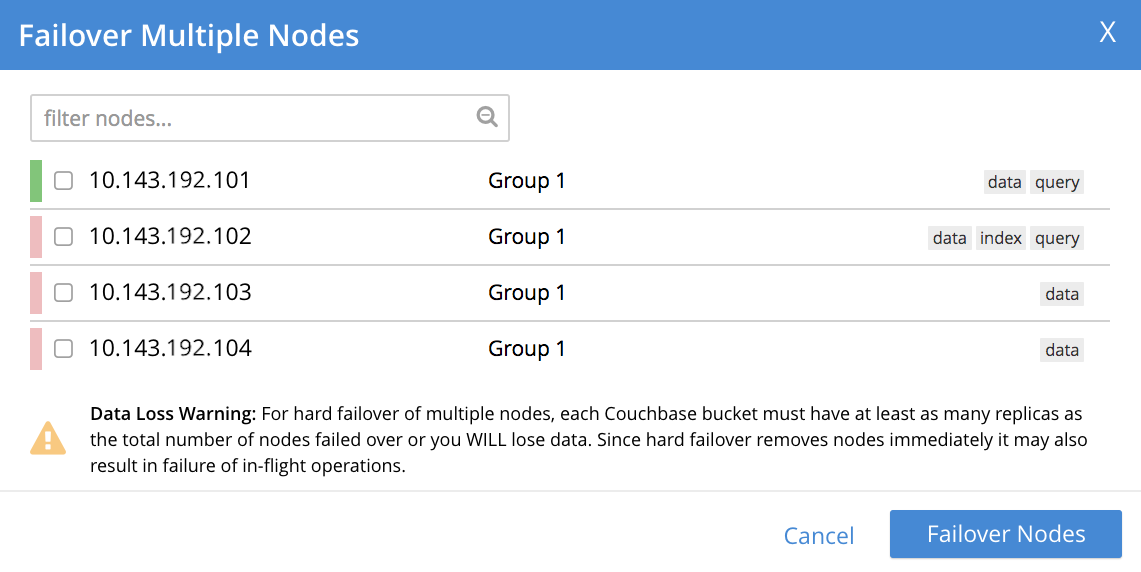 Failover Multiple Nodes X
filter nodes...
10.143.192.101 Group 1 data query
10.143.192.102 Group 1 data index query
10.143.192.103 Group 1 data
10.143.192.104 Group 1 data
Data Loss Warning: For hard failover of multiple nodes, each Couchbase bucket must have at least as many replicas as
the total number of nodes failed over or you WILL lose data. Since hard failover removes nodes immediately it may also
result in failure of in-flight operations.
Cancel Failover Nodes